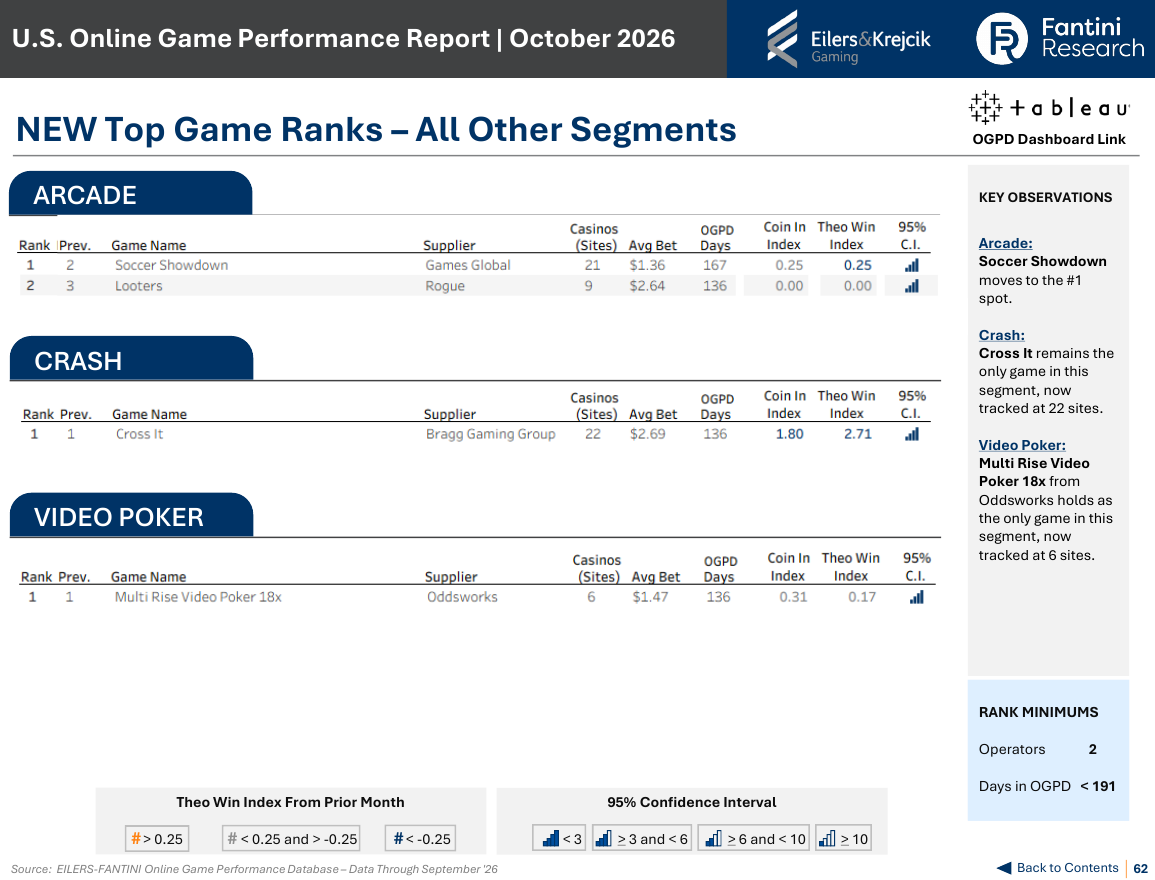 U.S. Online Game Performance Report | October 2026
Eilers&Krejcik
Gaming
Fantini
Research
NEW Top Game Ranks – All Other Segments
+ a b l e a u
OGPD Dashboard Link
ARCADE
Rank Prev. Game Name Supplier Casinos (Sites) Avg Bet OGPD Days Coin In Index Theo Win Index 95% C.I.
1 2 Soccer Showdown Games Global 21 $1.36 167 0.25 0.25
2 3 Looters Rogue 9 $2.64 136 0.00 0.00
CRASH
Rank Prev. Game Name Supplier Casinos (Sites) Avg Bet OGPD Days Coin In Index Theo Win Index 95% C.I.
1 1 Cross It Bragg Gaming Group 22 $2.69 136 1.80 2.71
VIDEO POKER
Rank Prev. Game Name Supplier Casinos (Sites) Avg Bet OGPD Days Coin In Index Theo Win Index 95% C.I.
1 1 Multi Rise Video Poker 18x Oddsworks 6 $1.47 136 0.31 0.17
KEY OBSERVATIONS
Arcade:
Soccer Showdown
moves to the #1
spot.
Crash:
Cross It remains the
only game in this
segment, now
tracked at 22 sites.
Video Poker:
Multi Rise Video
Poker 18x from
Oddsworks holds as
the only game in this
segment, now
tracked at 6 sites.
RANK MINIMUMS
Operators 2
Days in OGPD < 191
Theo Win Index From Prior Month
# > 0.25 # < 0.25 and > -0.25 # < -0.25
95% Confidence Interval
< 3 ≥ 3 and < 6 ≥ 6 and < 10 ≥ 10
Source: EILERS-FANTINI Online Game Performance Database – Data Through September '26
Back to Contents | 62